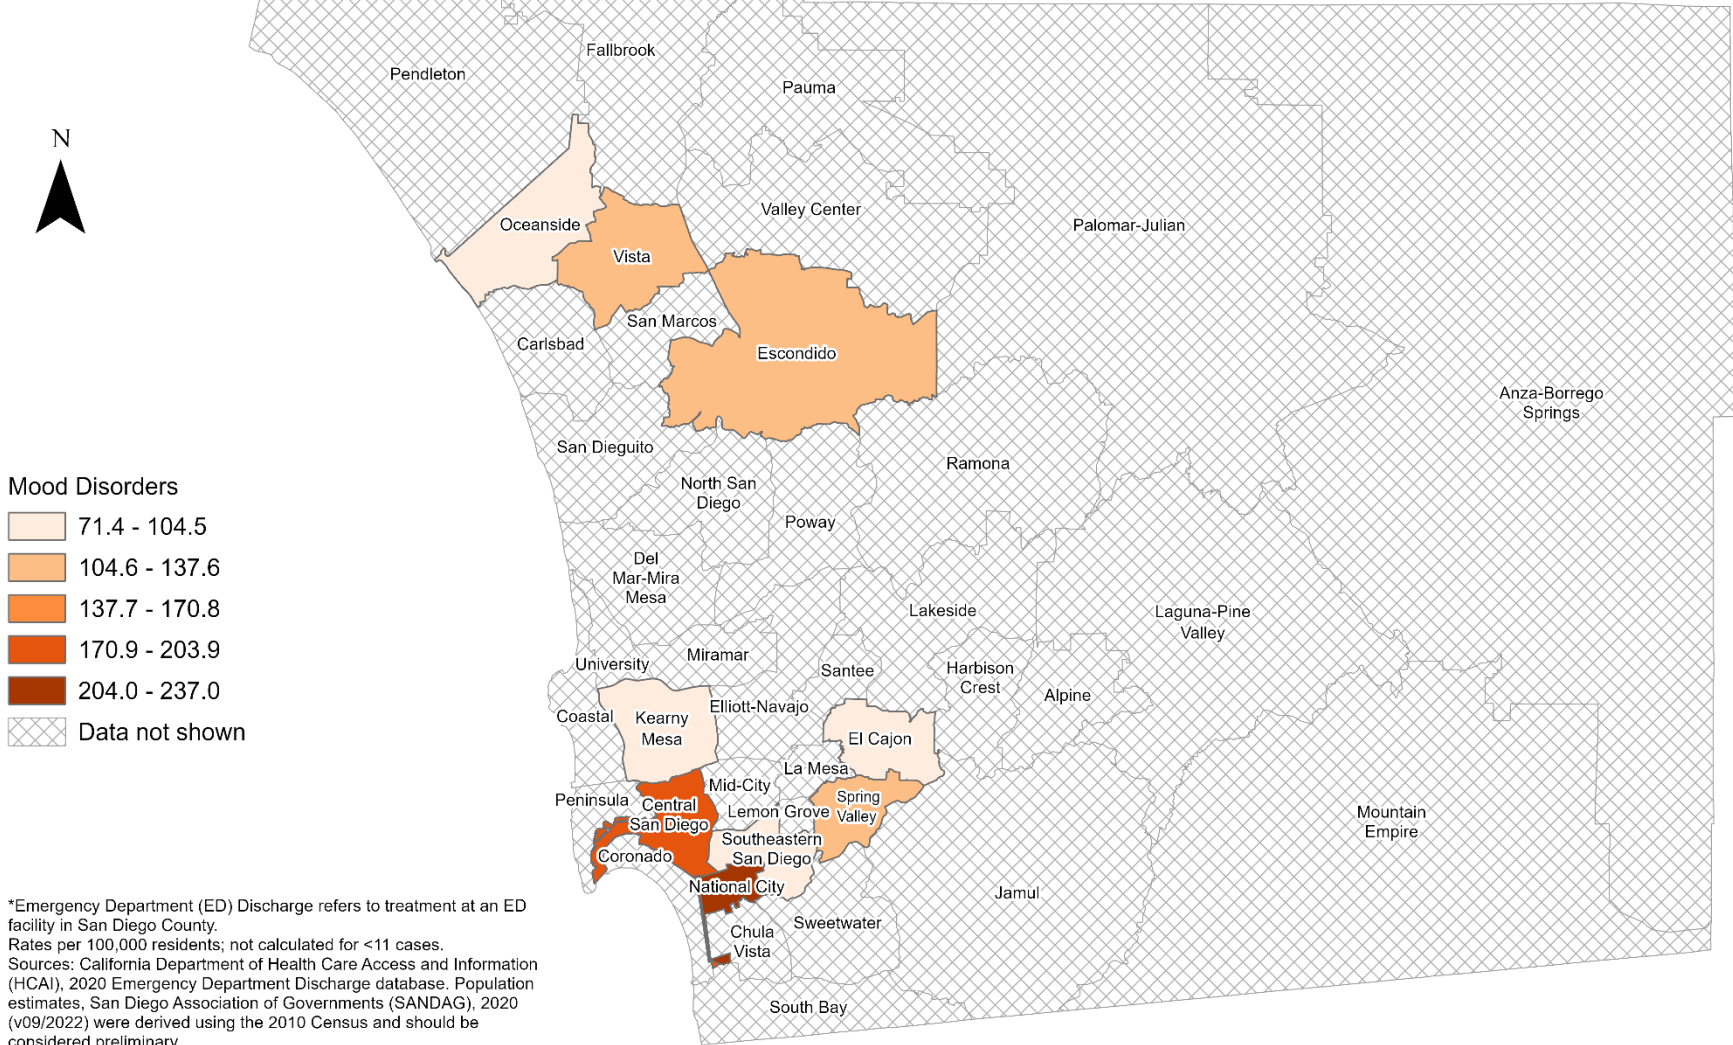 Fallbrook
Pendleton
Pauma
N
Valley Center
Oceanside
Palomar-Julian
Vista
San Marcos
Carlsbad
Escondido
Anza-Borrego
Springs
San Dieguito
Ramona
North San
Diego
Poway
Mood Disorders
71.4 - 104.5
104.6 - 137.6
137.7 - 170.8
170.9 - 203.9
204.0 - 237.0
Data not shown
Del
Mar-Mira
Mesa
Lakeside
Laguna-Pine
Valley
Miramar
University
Santee
Harbison
Crest
Alpine
Coastal
Kearny
Mesa
Elliott-Navajo
El Cajon
La Mesa
Mid-City
Peninsula
Central
San Diego
Spring
Valley
Lemon Grove
Mountain
Empire
Southeastern
San Diego
Coronado
National City
Jamul
Sweetwater
Chula
Vista
South Bay
*Emergency Department (ED) Discharge refers to treatment at an ED
facility in San Diego County.
Rates per 100,000 residents; not calculated for <11 cases.
Sources: California Department of Health Care Access and Information
(HCAI), 2020 Emergency Department Discharge database. Population
estimates, San Diego Association of Governments (SANDAG), 2020
(v09/2022) were derived using the 2010 Census and should be
considered preliminary.